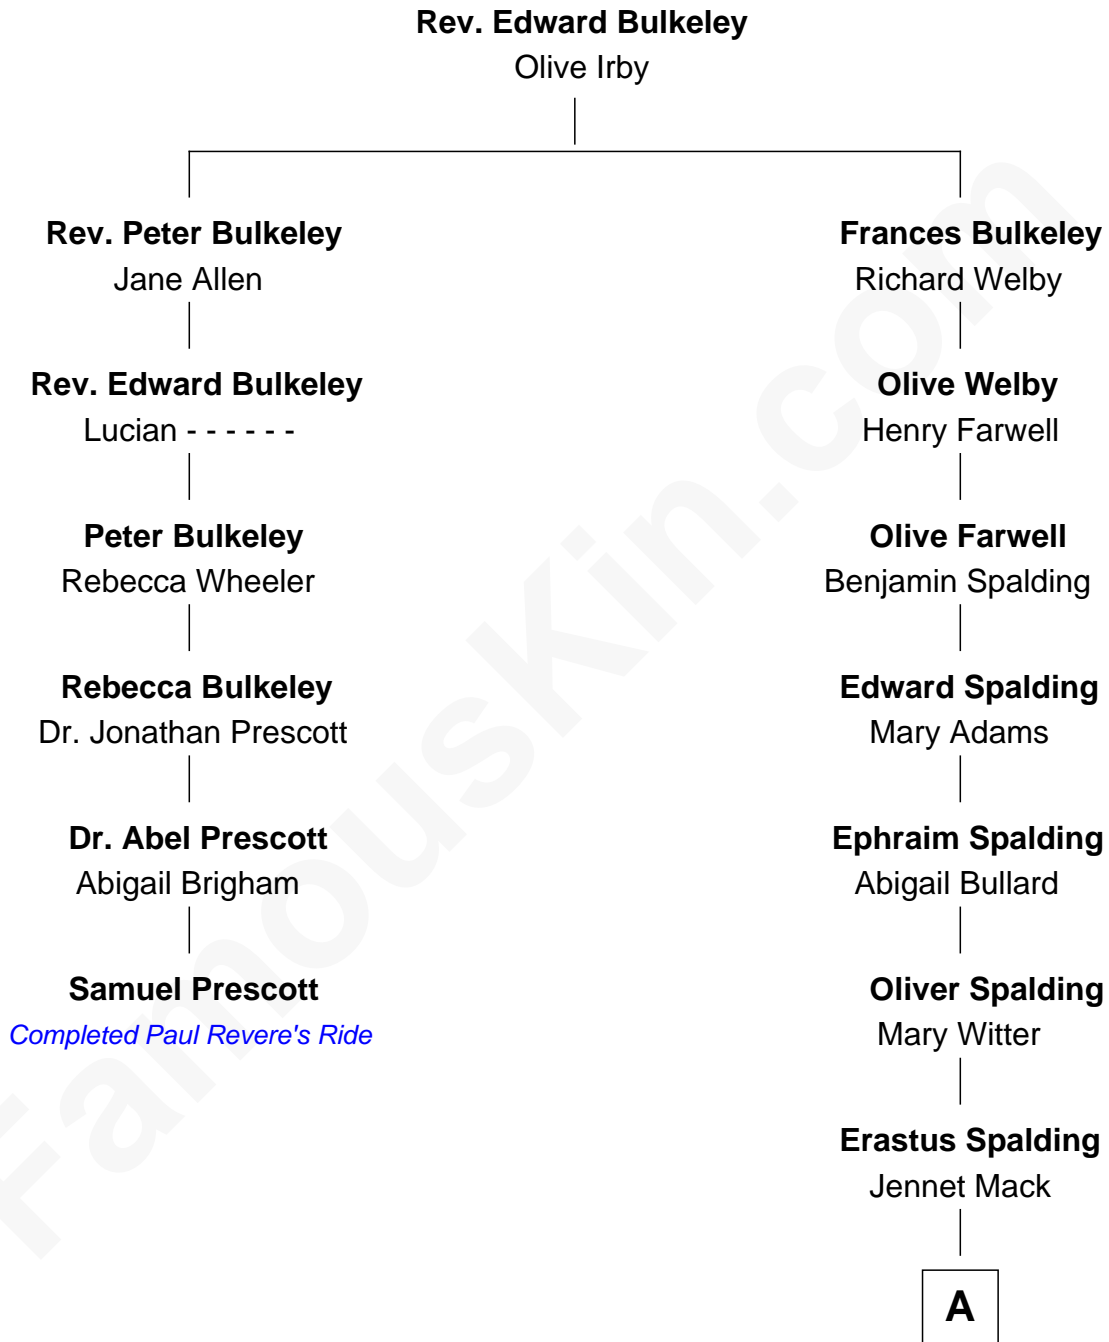 Rev. Edward Bulkeley
Olive Irby
Rev. Peter Bulkeley
Jane Allen
Frances Bulkeley
Richard Welby
Rev. Edward Bulkeley
Lucian - - - - - -
Olive Welby
Henry Farwell
Peter Bulkeley
Rebecca Wheeler
Olive Farwell
Benjamin Spalding
Rebecca Bulkeley
Dr. Jonathan Prescott
Edward Spalding
Mary Adams
Dr. Abel Prescott
Abigail Brigham
Ephraim Spalding
Abigail Bullard
Samuel Prescott
Completed Paul Revere's Ride
Oliver Spalding
Mary Witter
Erastus Spalding
Jennet Mack
A
FamousKin.com